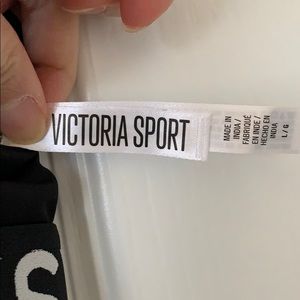 VICTORIA SPORT
MADE IN
INDIA /
FABRIQUÉ
EN INDE /
HECHO EN
INDIA
L / G
S